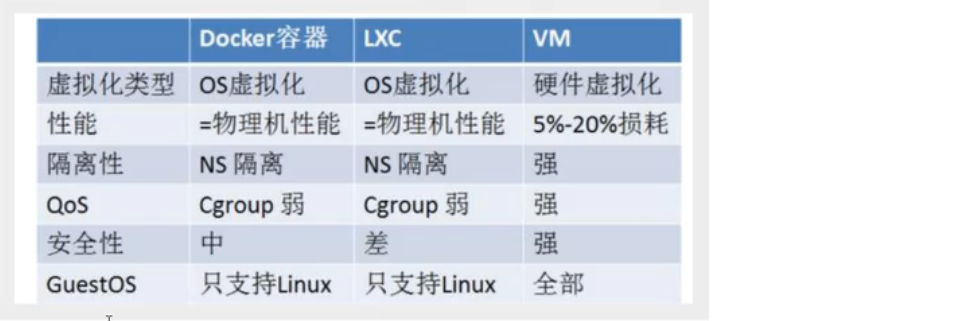 Docker容器 LXC VM
虚拟化类型 OS虚拟化 OS虚拟化 硬件虚拟化
性能 =物理机性能 =物理机性能 5%-20%损耗
隔离性 NS 隔离 NS 隔离 强
QoS Cgroup 弱 Cgroup 弱 强
安全性 中 差 强
GuestOS 只支持Linux 只支持Linux 全部